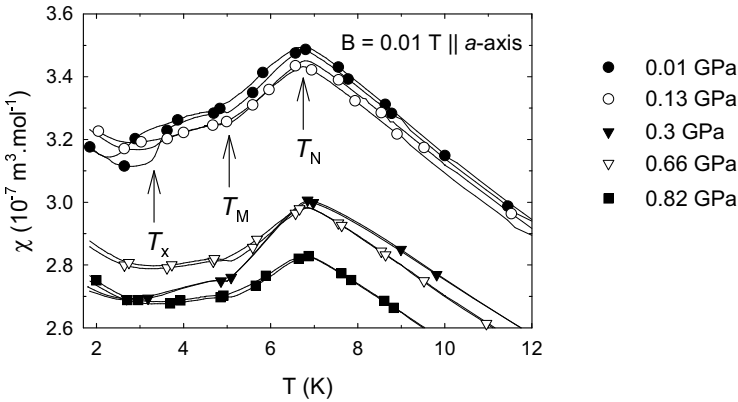 3.6
3.4
3.2
3.0
2.8
2.6
χ (10⁻⁷ m³.mol⁻¹)
B = 0.01 T || a-axis
T_N
T_M
T_x
2 4 6 8 10 12
T (K)
0.01 GPa
0.13 GPa
0.3 GPa
0.66 GPa
0.82 GPa